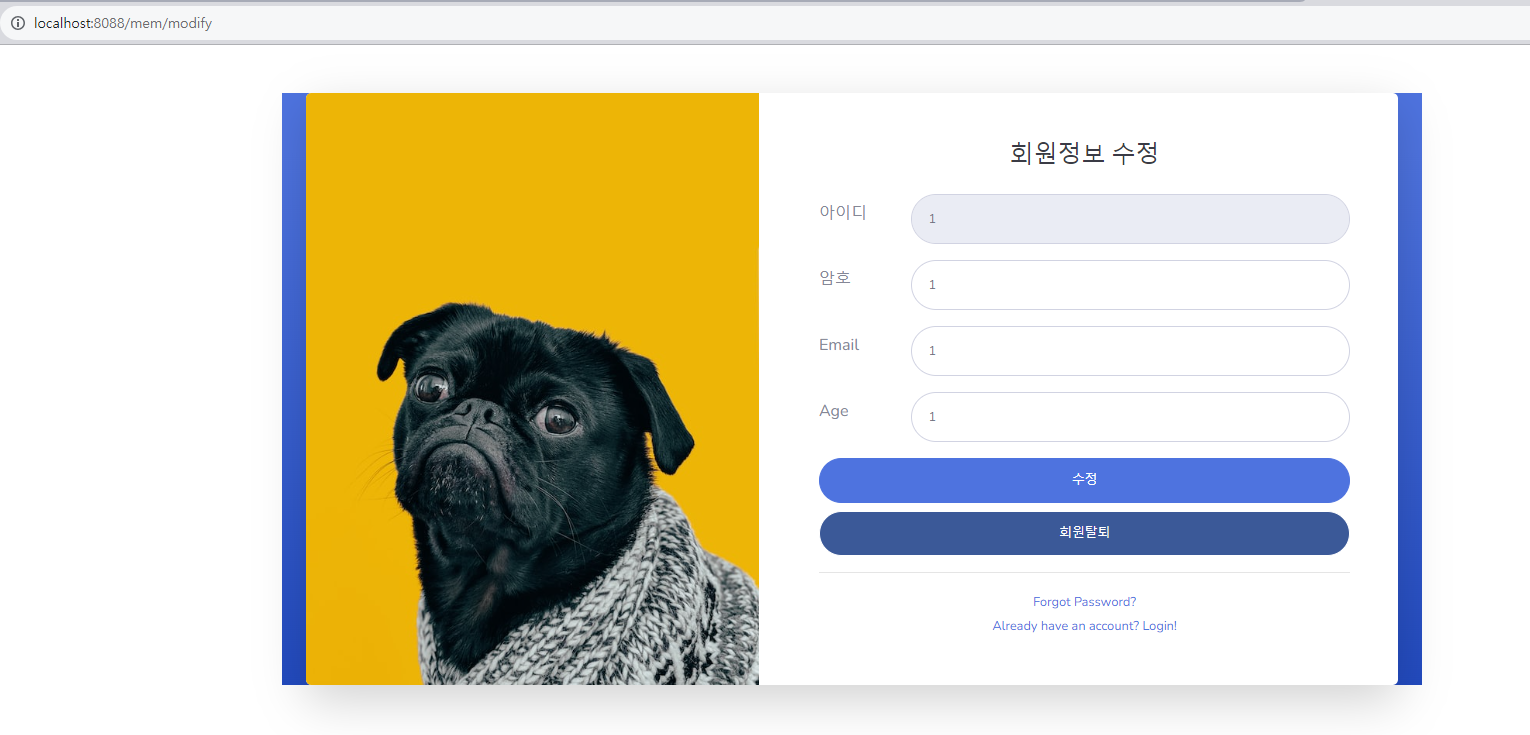 localhost:8088/mem/modify
회원정보 수정
아이디
1
암호
1
Email
1
Age
1
수정
회원탈퇴
Forgot Password?
Already have an account? Login!